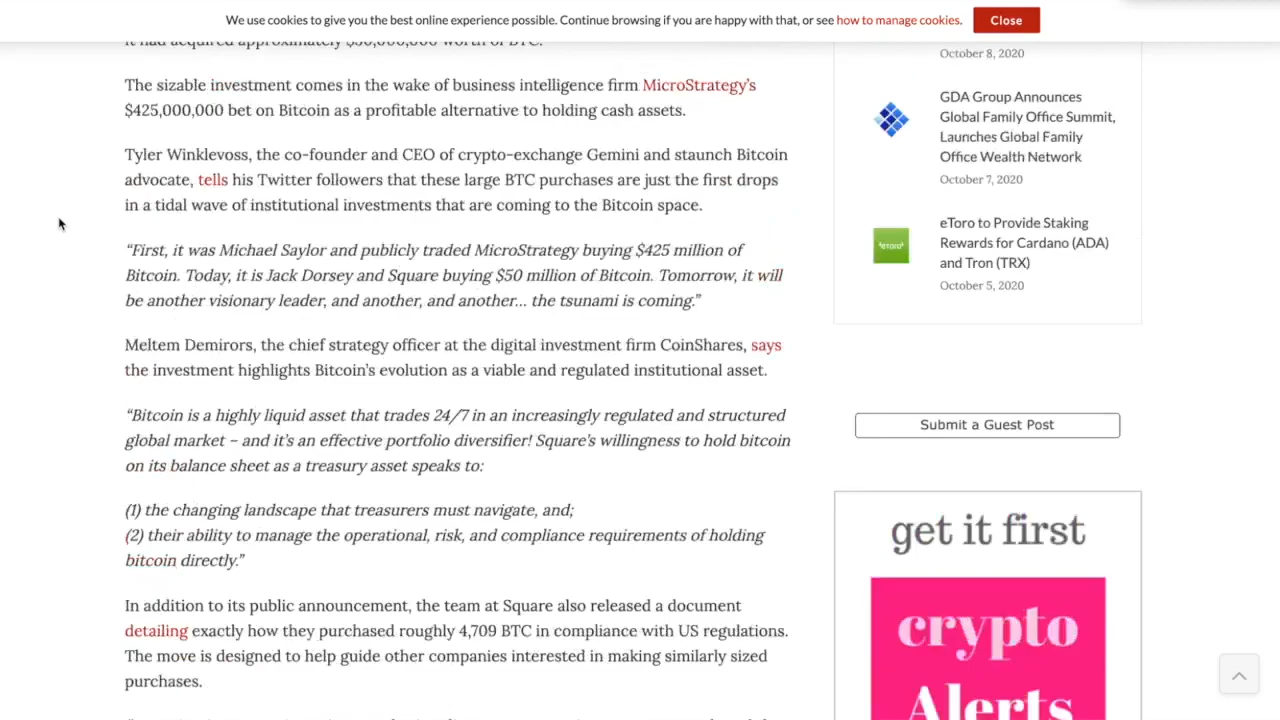 We use cookies to give you the best online experience possible. Continue browsing if you are happy with that, or see how to manage cookies. Close
it had acquired approximately $50,000,000 worth of BTC.
The sizable investment comes in the wake of business intelligence firm MicroStrategy’s
$425,000,000 bet on Bitcoin as a profitable alternative to holding cash assets.
Tyler Winklevoss, the co-founder and CEO of crypto-exchange Gemini and staunch Bitcoin
advocate, tells his Twitter followers that these large BTC purchases are just the first drops
in a tidal wave of institutional investments that are coming to the Bitcoin space.
“First, it was Michael Saylor and publicly traded MicroStrategy buying $425 million of
Bitcoin. Today, it is Jack Dorsey and Square buying $50 million of Bitcoin. Tomorrow, it will
be another visionary leader, and another, and another… the tsunami is coming.”
Meltem Demirors, the chief strategy officer at the digital investment firm CoinShares, says
the investment highlights Bitcoin’s evolution as a viable and regulated institutional asset.
“Bitcoin is a highly liquid asset that trades 24/7 in an increasingly regulated and structured
global market – and it’s an effective portfolio diversifier! Square’s willingness to hold bitcoin
on its balance sheet as a treasury asset speaks to:
(1) the changing landscape that treasurers must navigate, and;
(2) their ability to manage the operational, risk, and compliance requirements of holding
bitcoin directly.”
In addition to its public announcement, the team at Square also released a document
detailing exactly how they purchased roughly 4,709 BTC in compliance with US regulations.
The move is designed to help guide other companies interested in making similarly sized
purchases.
October 8, 2020
GDA Group Announces
Global Family Office Summit,
Launches Global Family
Office Wealth Network
October 7, 2020
eToro
eToro to Provide Staking
Rewards for Cardano (ADA)
and Tron (TRX)
October 5, 2020
Submit a Guest Post
get it first
crypto
Alerts